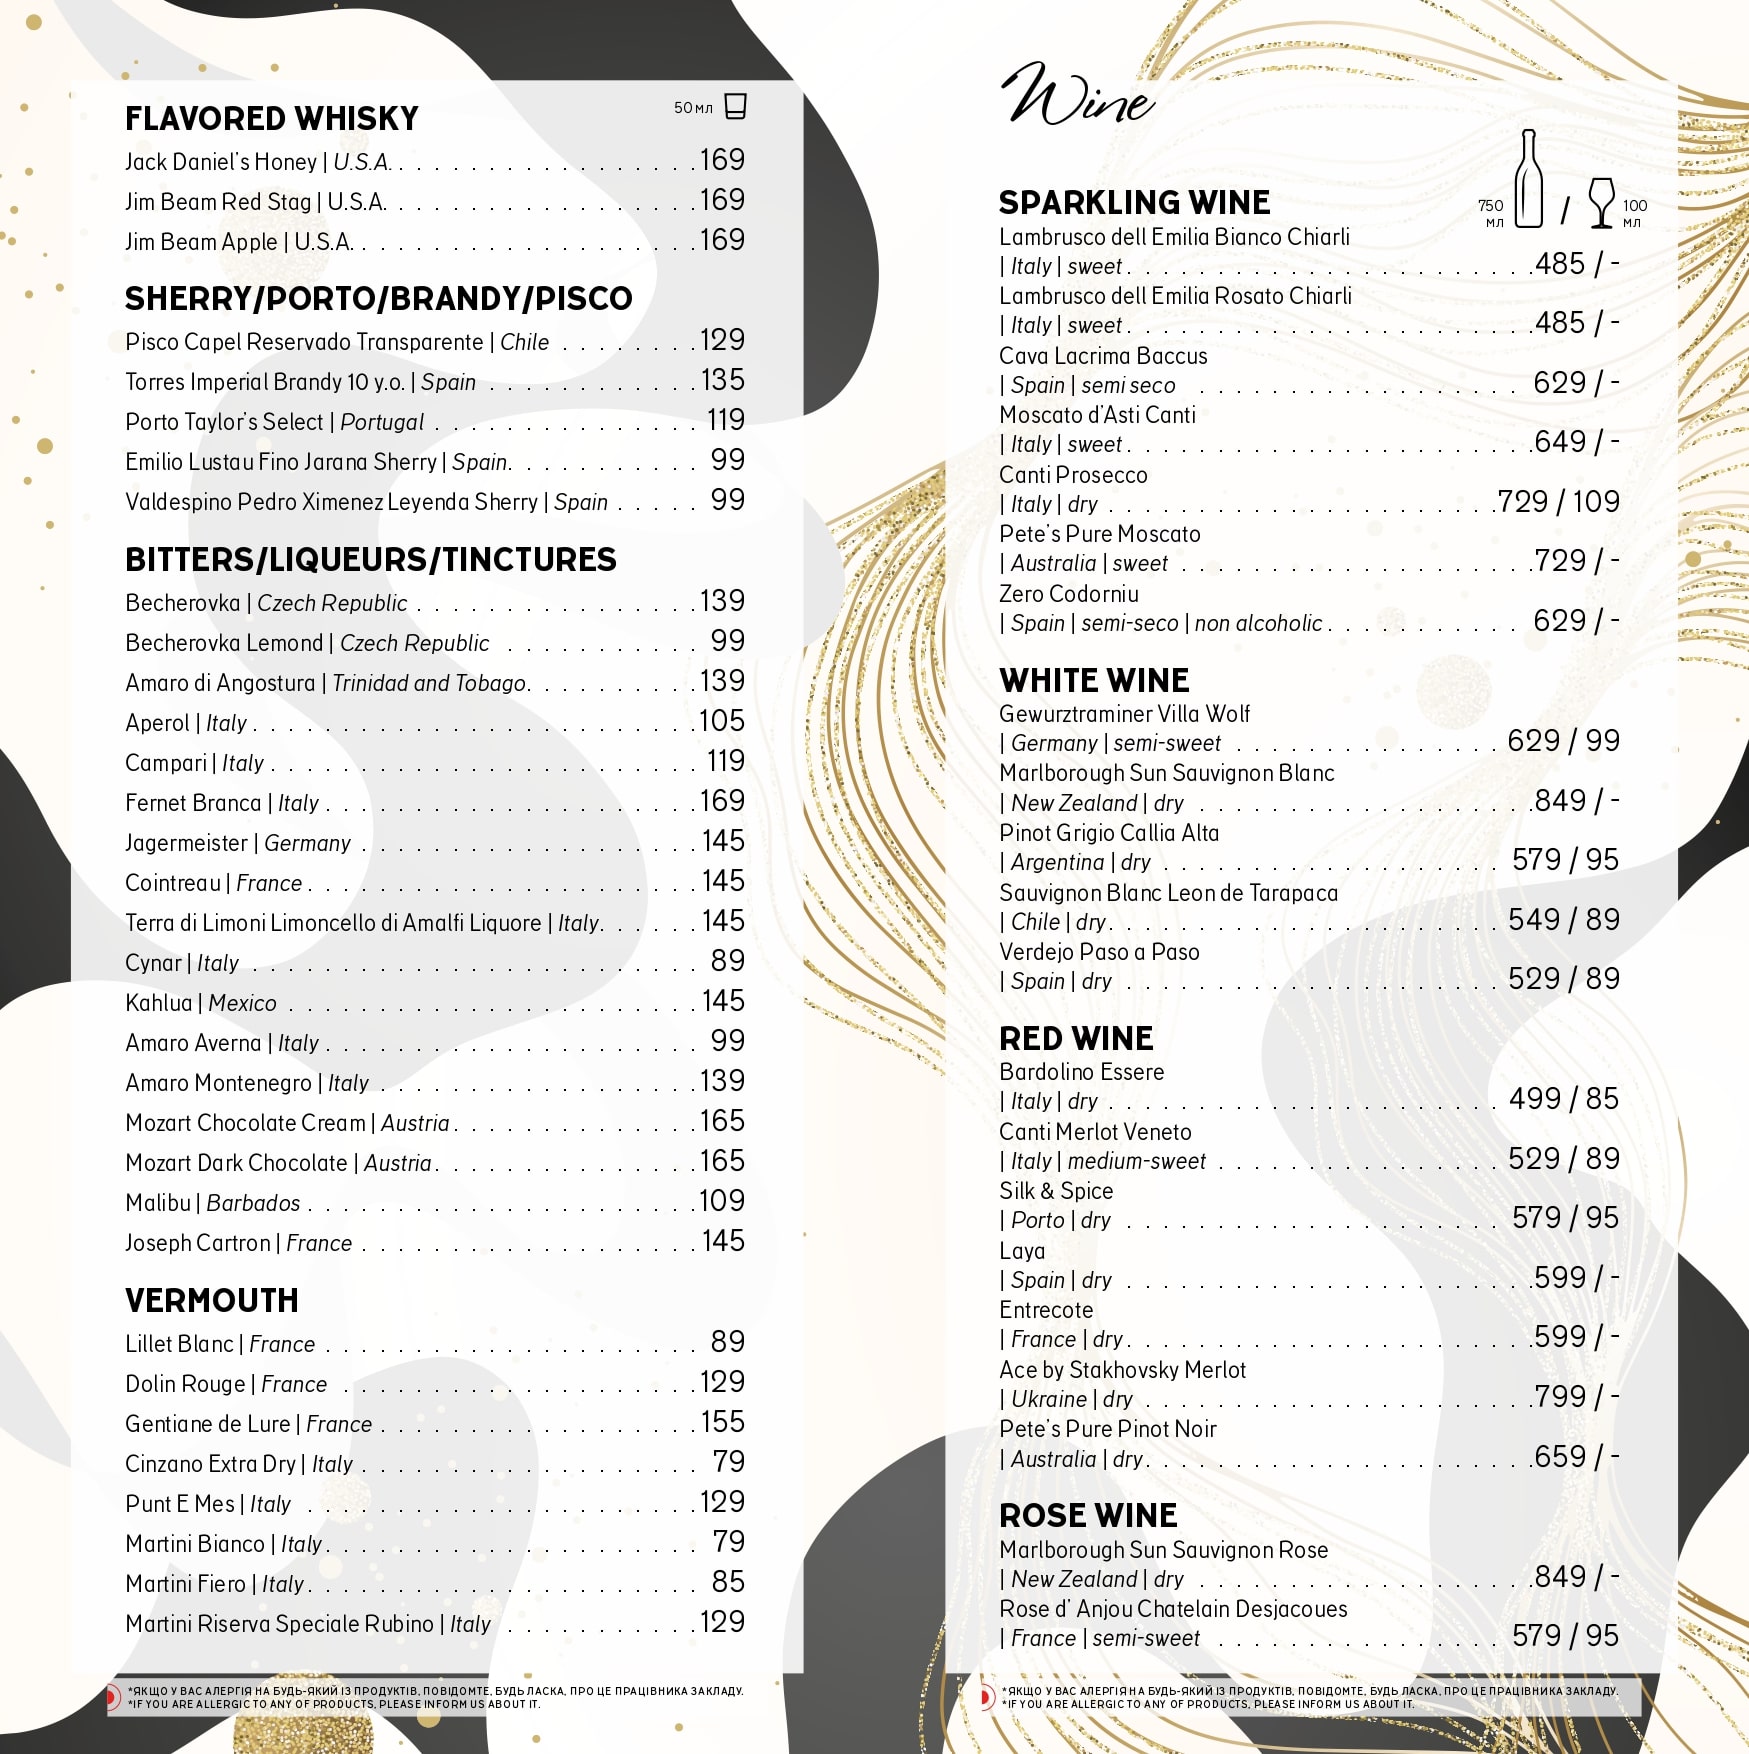 FLAVORED WHISKY 50 мл
Jack Daniel's Honey | U.S.A. 169
Jim Beam Red Stag | U.S.A. 169
Jim Beam Apple | U.S.A. 169
SHERRY/PORTO/BRANDY/PISCO
Pisco Capel Reservado Transparente | Chile 129
Torres Imperial Brandy 10 y.o. | Spain 135
Porto Taylor's Select | Portugal 119
Emilio Lustau Fino Jarana Sherry | Spain 99
Valdespino Pedro Ximenez Leyenda Sherry | Spain 99
BITTERS/LIQUEURS/TINCTURES
Becherovka | Czech Republic 139
Becherovka Lemond | Czech Republic 99
Amaro di Angostura | Trinidad and Tobago 139
Aperol | Italy 105
Campari | Italy 119
Fernet Branca | Italy 169
Jagermeister | Germany 145
Cointreau | France 145
Terra di Limoni Limoncello di Amalfi Liquore | Italy 145
Cynar | Italy 89
Kahlua | Mexico 145
Amaro Averna | Italy 99
Amaro Montenegro | Italy 139
Mozart Chocolate Cream | Austria 165
Mozart Dark Chocolate | Austria 165
Malibu | Barbados 109
Joseph Cartron | France 145
VERMOUTH
Lillet Blanc | France 89
Dolin Rouge | France 129
Gentiane de Lure | France 155
Cinzano Extra Dry | Italy 79
Punt E Mes | Italy 129
Martini Bianco | Italy 79
Martini Fiero | Italy 85
Martini Riserva Speciale Rubino | Italy 129
*ЯКЩО У ВАС АЛЕРГІЯ НА БУДЬ-ЯКИЙ ІЗ ПРОДУКТІВ, ПОВІДОМТЕ, БУДЬ ЛАСКА, ПРО ЦЕ ПРАЦІВНИКА ЗАКЛАДУ.
*IF YOU ARE ALLERGIC TO ANY OF PRODUCTS, PLEASE INFORM US ABOUT IT.
Wine
SPARKLING WINE 750 мл / 100 мл
Lambrusco dell Emilia Bianco Chiarli
| Italy | sweet 485 / -
Lambrusco dell Emilia Rosato Chiarli
| Italy | sweet 485 / -
Cava Lacrima Baccus
| Spain | semi seco 629 / -
Moscato d'Asti Canti
| Italy | sweet 649 / -
Canti Prosecco
| Italy | dry 729 / 109
Pete's Pure Moscato
| Australia | sweet 729 / -
Zero Codorniu
| Spain | semi-seco | non alcoholic 629 / -
WHITE WINE
Gewurztraminer Villa Wolf
| Germany | semi-sweet 629 / 99
Marlborough Sun Sauvignon Blanc
| New Zealand | dry 849 / -
Pinot Grigio Callia Alta
| Argentina | dry 579 / 95
Sauvignon Blanc Leon de Tarapaca
| Chile | dry 549 / 89
Verdejo Paso a Paso
| Spain | dry 529 / 89
RED WINE
Bardolino Essere
| Italy | dry 499 / 85
Canti Merlot Veneto
| Italy | medium-sweet 529 / 89
Silk & Spice
| Porto | dry 579 / 95
Laya
| Spain | dry 599 / -
Entrecote
| France | dry 599 / -
Ace by Stakhovsky Merlot
| Ukraine | dry 799 / -
Pete's Pure Pinot Noir
| Australia | dry 659 / -
ROSE WINE
Marlborough Sun Sauvignon Rose
| New Zealand | dry 849 / -
Rose d' Anjou Chatelain Desjacoues
| France | semi-sweet 579 / 95
*ЯКЩО У ВАС АЛЕРГІЯ НА БУДЬ-ЯКИЙ ІЗ ПРОДУКТІВ, ПОВІДОМТЕ, БУДЬ ЛАСКА, ПРО ЦЕ ПРАЦІВНИКА ЗАКЛАДУ.
*IF YOU ARE ALLERGIC TO ANY OF PRODUCTS, PLEASE INFORM US ABOUT IT.